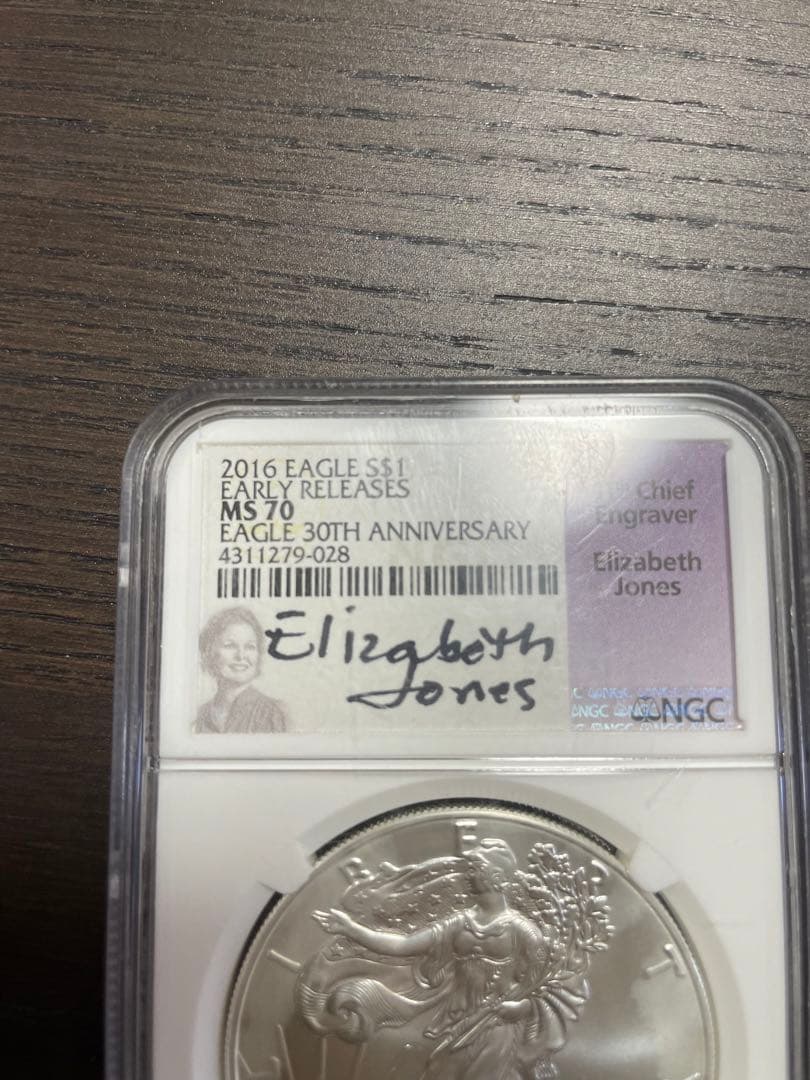 2016 EAGLE S$1
EARLY RELEASES
MS 70
EAGLE 30TH ANNIVERSARY
4311279-028
Elizabeth
Jones
Chief
Engraver
Elizabeth
Jones
NGC
LIBERTY